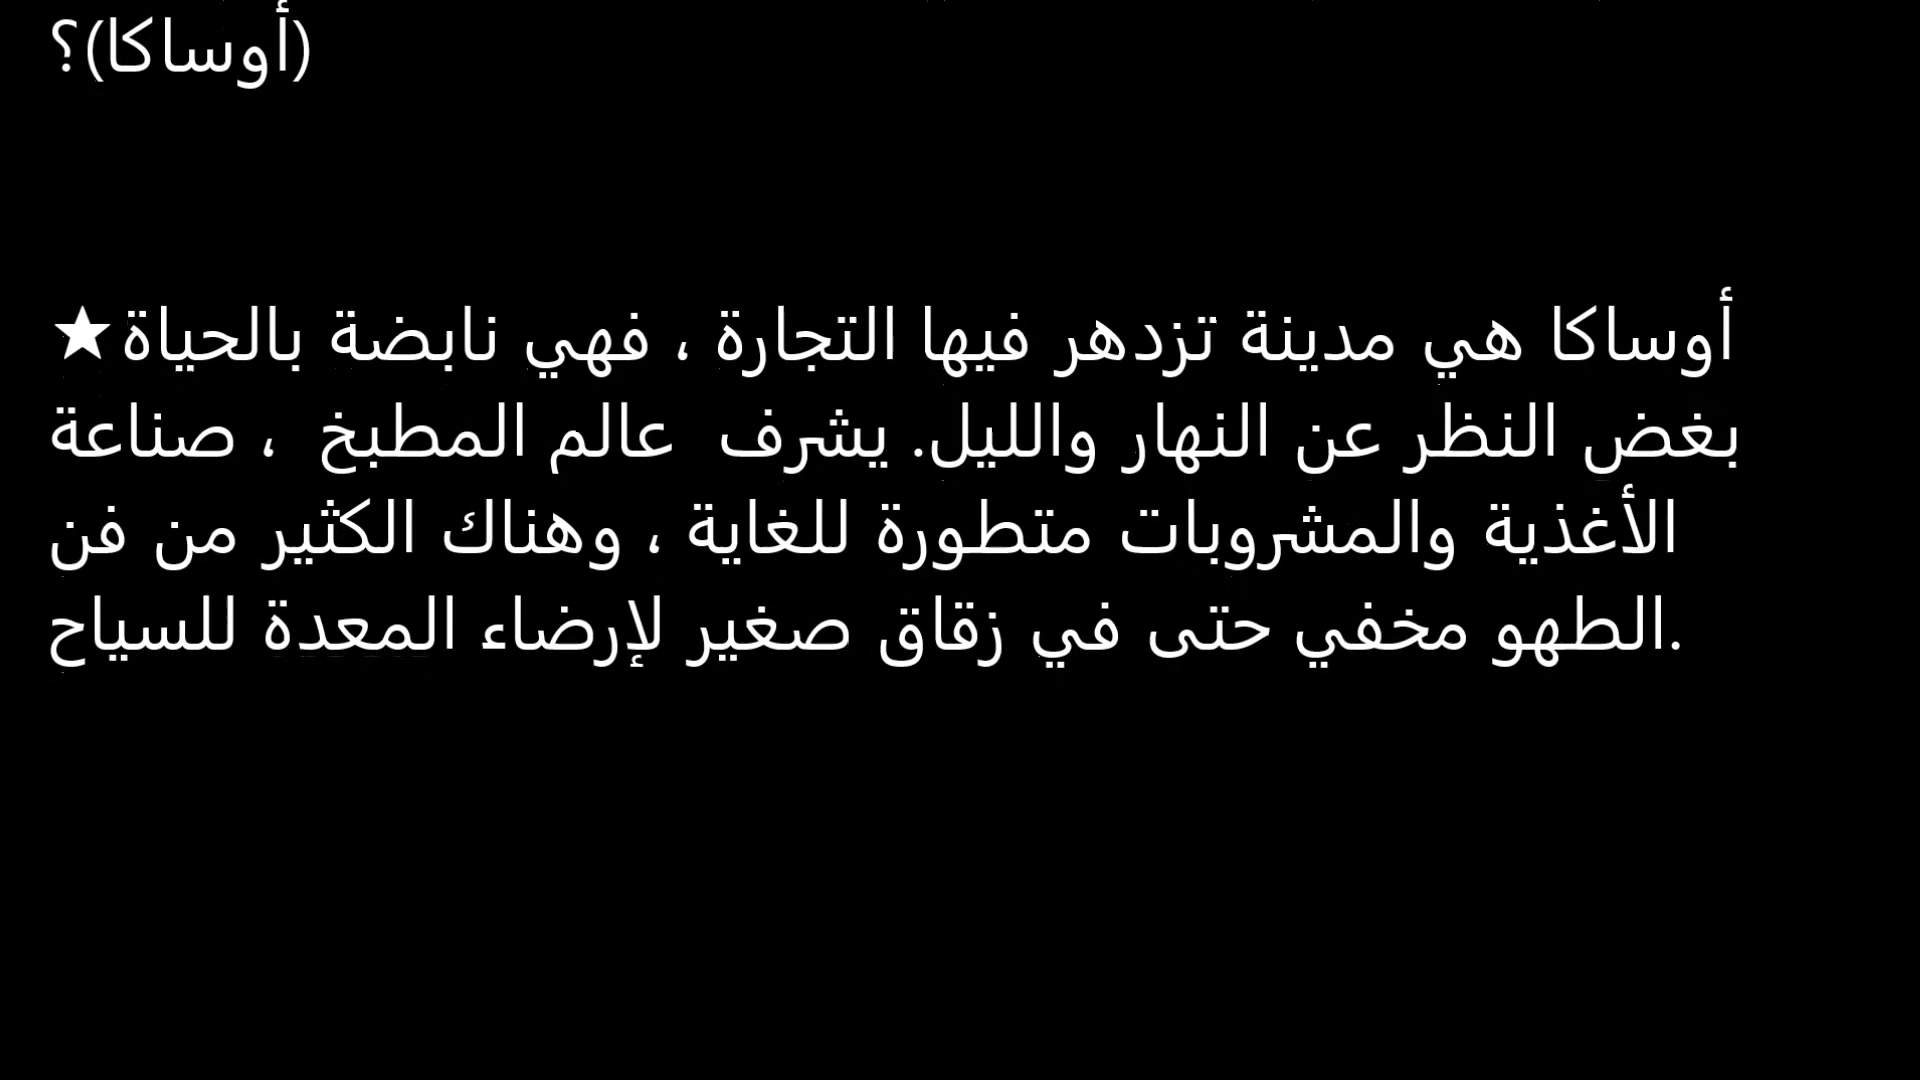 (أوساكا)؟
★أوساكا هي مدينة تزدهر فيها التجارة ، فهي نابضة بالحياة
بغض النظر عن النهار والليل. يشرف عالم المطبخ ، صناعة
الأغذية والمشروبات متطورة للغاية ، وهناك الكثير من فن
الطهو مخفي حتى في زقاق صغير لإرضاء المعدة للسياح.